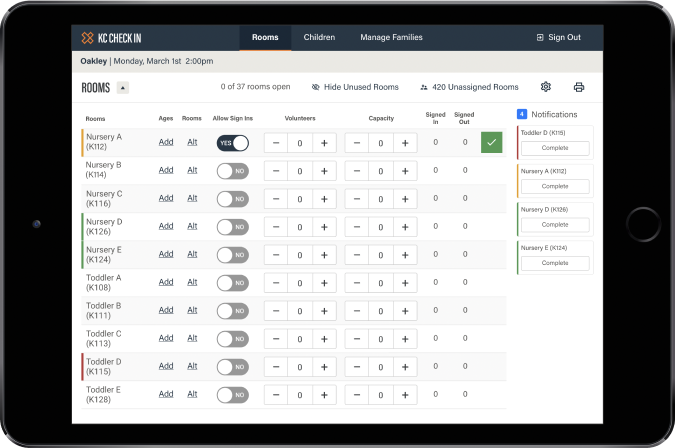 KC CHECK IN
Rooms
Children
Manage Families
Sign Out
Oakley | Monday, March 1st 2:00pm
ROOMS
0 of 37 rooms open
Hide Unused Rooms
420 Unassigned Rooms
Rooms Ages Rooms Allow Sign Ins Volunteers Capacity Signed In Signed Out
Nursery A (K112) Add Alt YES − 0 + − 0 + 0 0
Nursery B (K114) Add Alt NO − 0 + − 0 + 0 0
Nursery C (K116) Add Alt NO − 0 + − 0 + 0 0
Nursery D (K126) Add Alt NO − 0 + − 0 + 0 0
Nursery E (K124) Add Alt NO − 0 + − 0 + 0 0
Toddler A (K108) Add Alt NO − 0 + − 0 + 0 0
Toddler B (K111) Add Alt NO − 0 + − 0 + 0 0
Toddler C (K113) Add Alt NO − 0 + − 0 + 0 0
Toddler D (K115) Add Alt NO − 0 + − 0 + 0 0
Toddler E (K128) Add Alt NO − 0 + − 0 + 0 0
4 Notifications
Toddler D (K115)
Complete
Nursery A (K112)
Complete
Nursery D (K126)
Complete
Nursery E (K124)
Complete